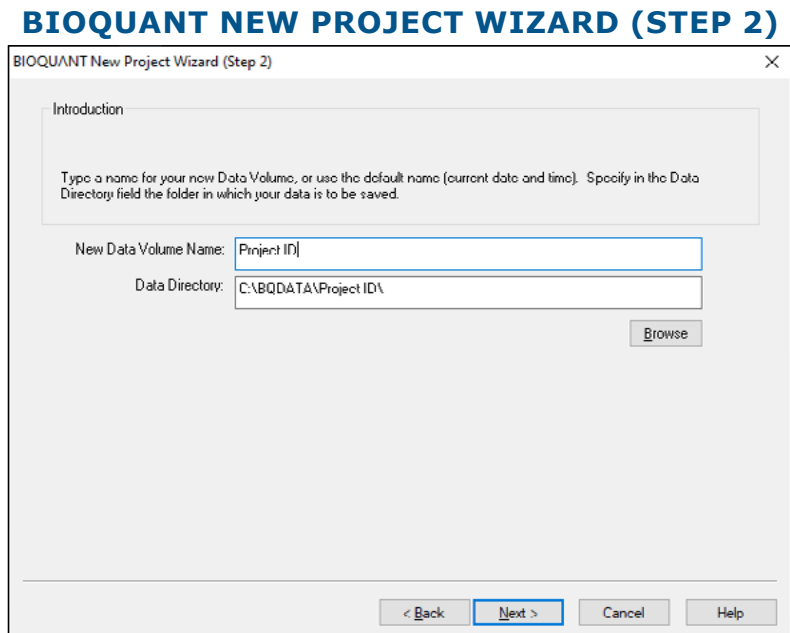 BIOQUANT NEW PROJECT WIZARD (STEP 2)
BIOQUANT New Project Wizard (Step 2)
Introduction
Type a name for your new Data Volume, or use the default name (current date and time). Specify in the Data
Directory field the folder in which your data is to be saved.
New Data Volume Name: Project ID
Data Directory: C:\BQDATA\Project ID\
Browse
< Back Next > Cancel Help